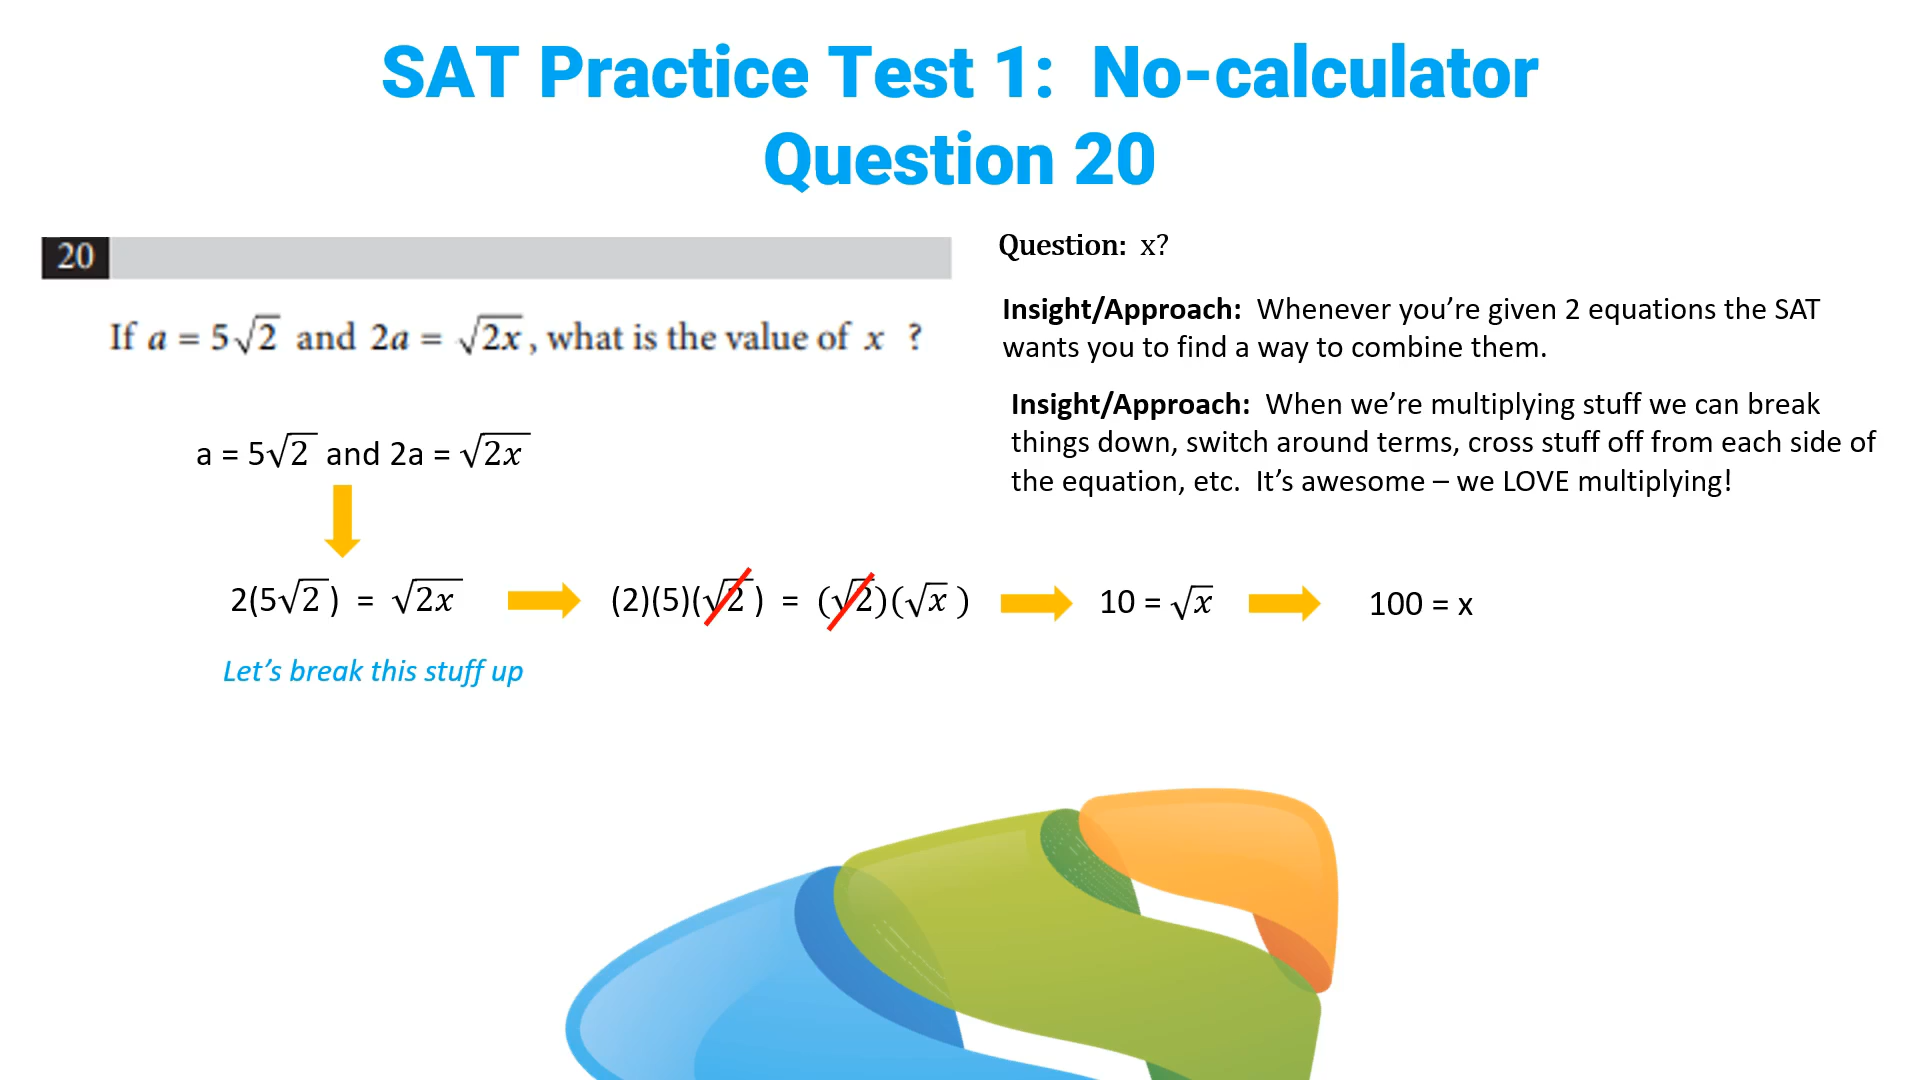 SAT Practice Test 1:  No-calculator
Question 20
20
If a = 5√2 and 2a = √2x, what is the value of x ?
Question:  x?
Insight/Approach:  Whenever you’re given 2 equations the SAT
wants you to find a way to combine them.
Insight/Approach:  When we’re multiplying stuff we can break
things down, switch around terms, cross stuff off from each side of
the equation, etc.  It’s awesome – we LOVE multiplying!
a = 5√2 and 2a = √2x
2(5√2) = √2x
(2)(5)(√2) = (√2)(√x)
10 = √x
100 = x
Let’s break this stuff up